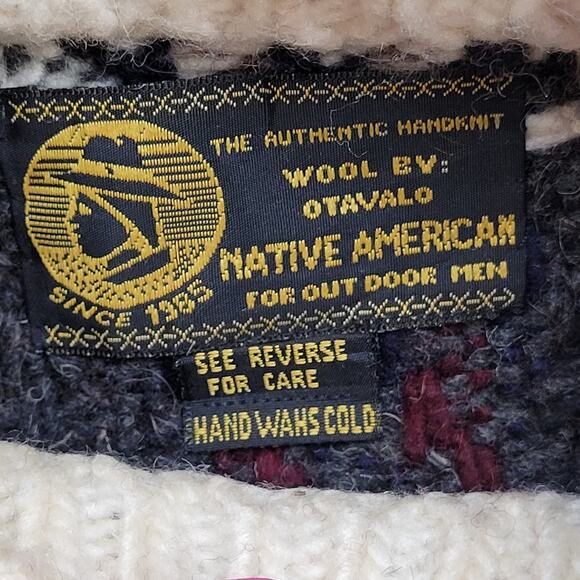 THE AUTHENTIC HANDKNIT
WOOL BY:
OTAVALO
NATIVE AMERICAN
FOR OUT DOOR MEN
SINCE 1385
SEE REVERSE
FOR CARE
HAND WAHS COLD